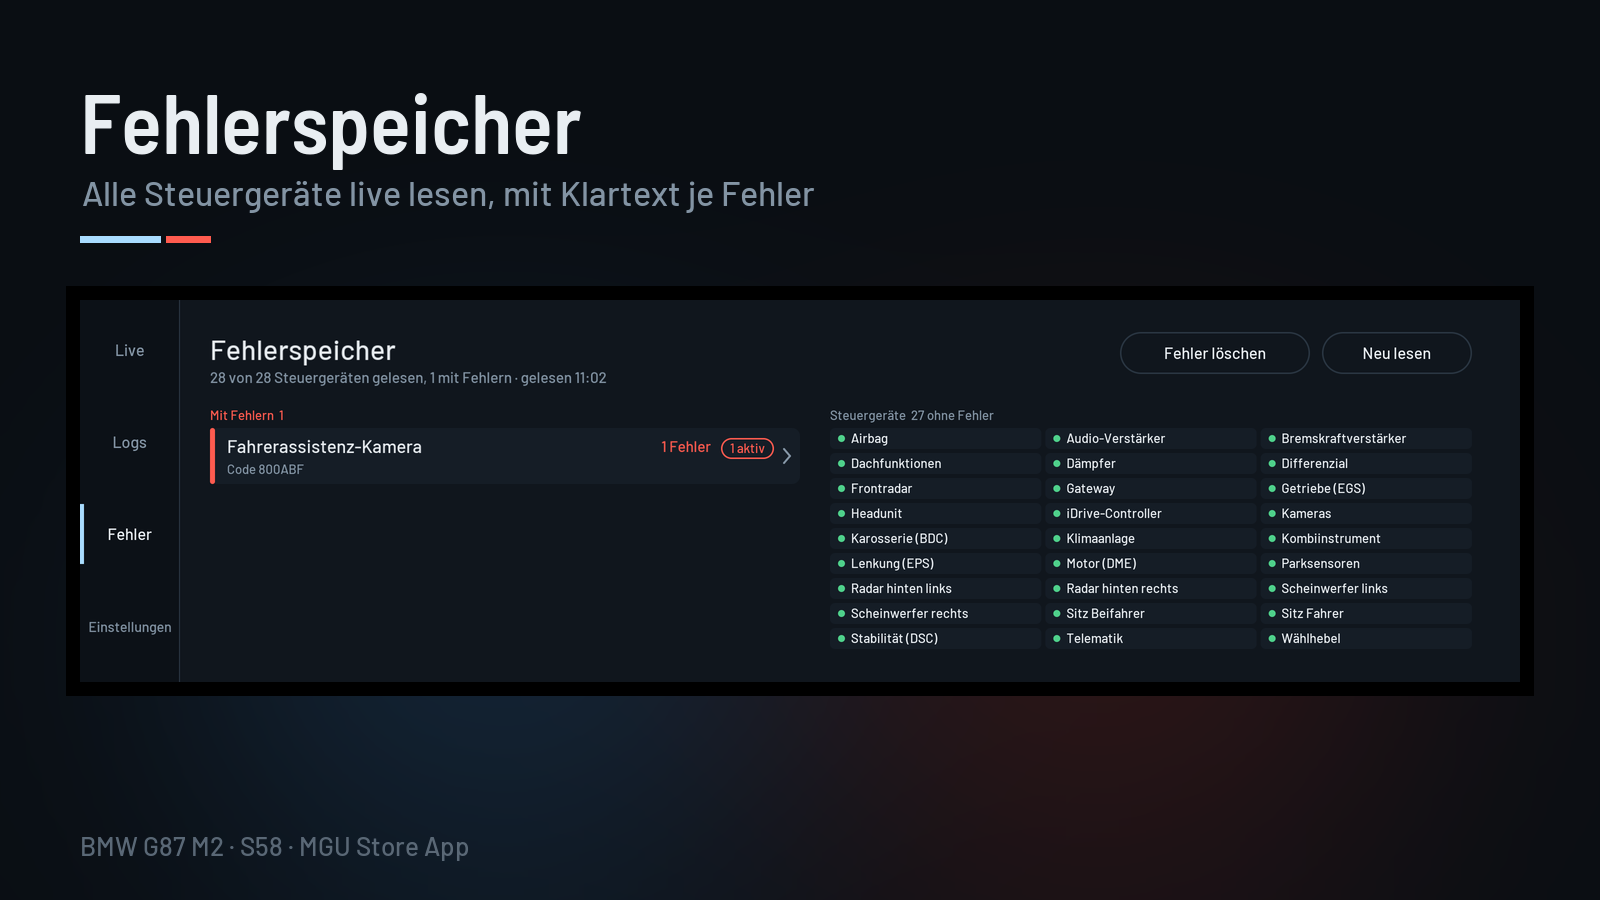 Fehlerspeicher
Alle Steuergeräte live lesen, mit Klartext je Fehler
Live
Logs
Fehler
Einstellungen
Fehlerspeicher
28 von 28 Steuergeräten gelesen, 1 mit Fehlern · gelesen 11:02
Fehler löschen
Neu lesen
Mit Fehlern 1
Fahrerassistenz-Kamera
Code 800ABF
1 Fehler
1 aktiv
Steuergeräte 27 ohne Fehler
Airbag Audio-Verstärker Bremskraftverstärker
Dachfunktionen Dämpfer Differenzial
Frontradar Gateway Getriebe (EGS)
Headunit iDrive-Controller Kameras
Karosserie (BDC) Klimaanlage Kombiinstrument
Lenkung (EPS) Motor (DME) Parksensoren
Radar hinten links Radar hinten rechts Scheinwerfer links
Scheinwerfer rechts Sitz Beifahrer Sitz Fahrer
Stabilität (DSC) Telematik Wählhebel
BMW G87 M2 · S58 · MGU Store App